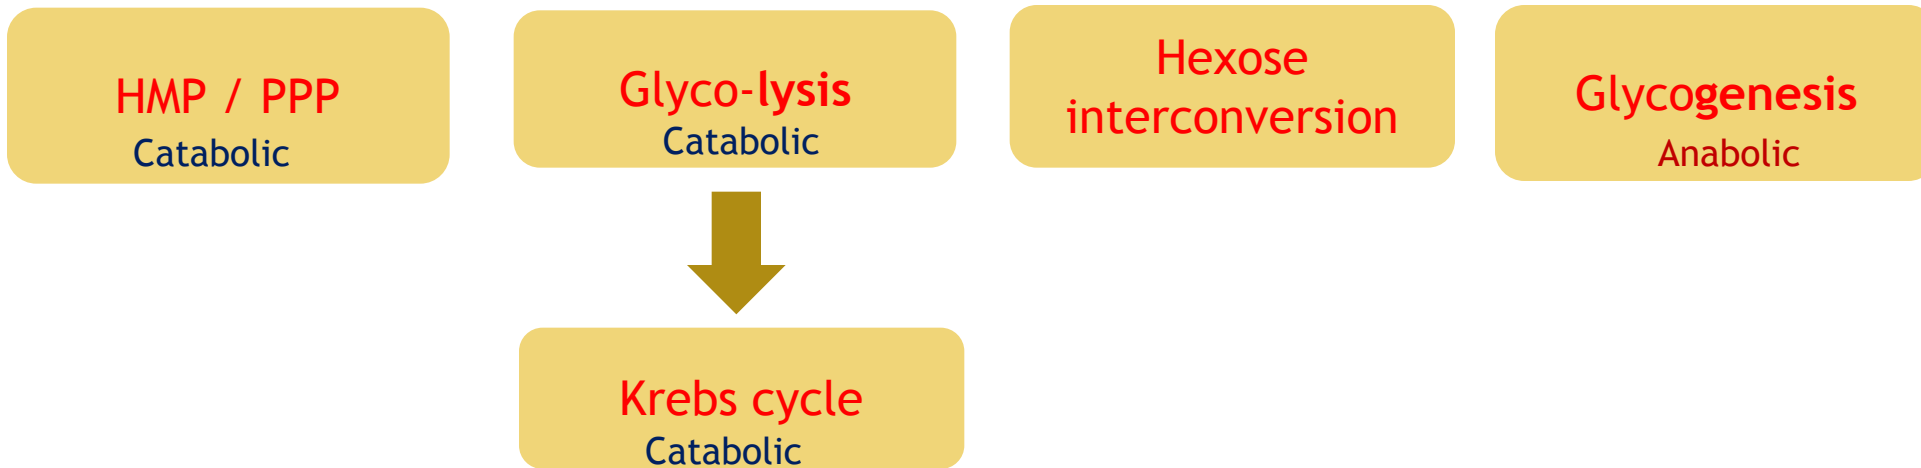 HMP / PPP
Catabolic
Glyco-lysis
Catabolic
Hexose
interconversion
Glycogenesis
Anabolic
Krebs cycle
Catabolic